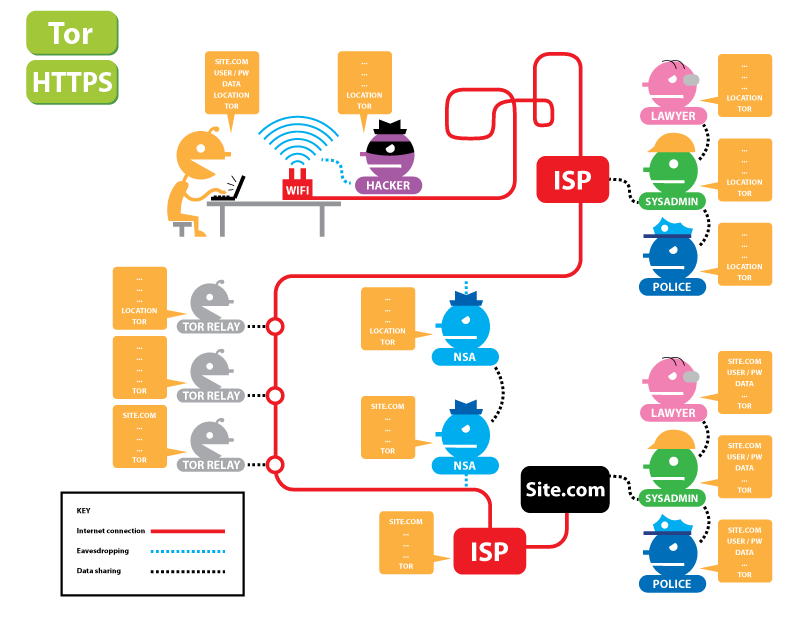 Tor
HTTPS
SITE.COM
USER / PW
DATA
LOCATION
TOR
...
...
...
LOCATION
TOR
WIFI
HACKER
ISP
...
...
...
LOCATION
TOR
LAWYER
...
...
...
LOCATION
TOR
SYSADMIN
...
...
...
LOCATION
TOR
POLICE
...
...
...
LOCATION
TOR
TOR RELAY
...
...
...
...
TOR
TOR RELAY
SITE.COM
...
...
...
TOR
TOR RELAY
...
...
...
LOCATION
TOR
NSA
SITE.COM
...
...
...
TOR
NSA
SITE.COM
USER / PW
DATA
...
TOR
LAWYER
SITE.COM
USER / PW
DATA
...
TOR
SYSADMIN
SITE.COM
USER / PW
DATA
...
TOR
POLICE
Site.com
SITE.COM
...
...
...
TOR
ISP
KEY
Internet connection
Eavesdropping
Data sharing